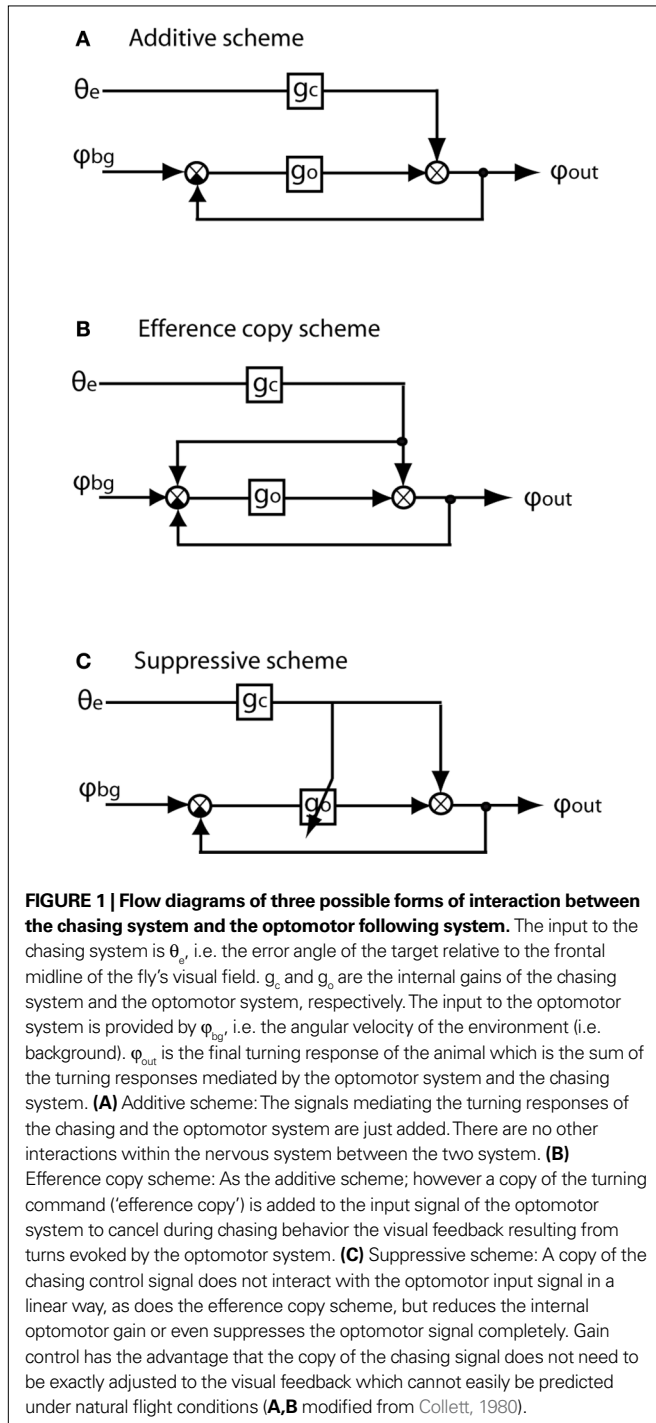 A Additive scheme
θe
gc
φbg
go
φout
B Efference copy scheme
θe
gc
φbg
go
φout
C Suppressive scheme
θe
gc
φbg
go
φout
FIGURE 1 | Flow diagrams of three possible forms of interaction between
the chasing system and the optomotor following system. The input to the
chasing system is θe, i.e. the error angle of the target relative to the frontal
midline of the fly's visual field. gc and go are the internal gains of the chasing
system and the optomotor system, respectively. The input to the optomotor
system is provided by φbg, i.e. the angular velocity of the environment (i.e.
background). φout is the final turning response of the animal which is the sum of
the turning responses mediated by the optomotor system and the chasing
system. (A) Additive scheme: The signals mediating the turning responses of
the chasing and the optomotor system are just added. There are no other
interactions within the nervous system between the two system. (B)
Efference copy scheme: As the additive scheme; however a copy of the turning
command ('efference copy') is added to the input signal of the optomotor
system to cancel during chasing behavior the visual feedback resulting from
turns evoked by the optomotor system. (C) Suppressive scheme: A copy of the
chasing control signal does not interact with the optomotor input signal in a
linear way, as does the efference copy scheme, but reduces the internal
optomotor gain or even suppresses the optomotor signal completely. Gain
control has the advantage that the copy of the chasing signal does not need to
be exactly adjusted to the visual feedback which cannot easily be predicted
under natural flight conditions (A,B modified from Collett, 1980).